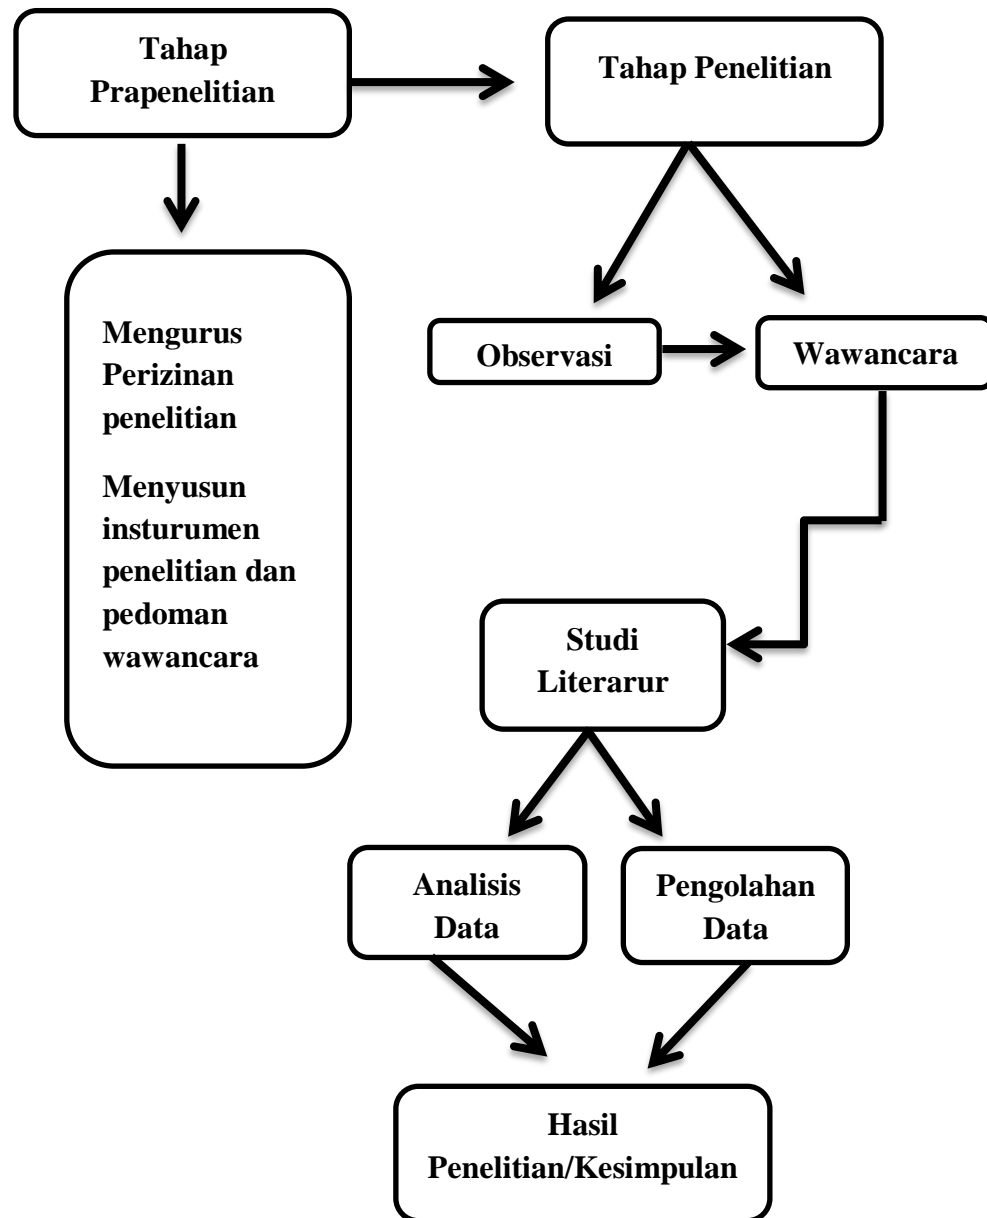 Tahap
Prapenelitian
Tahap Penelitian
Mengurus
Perizinan
penelitian
Menyusun
insturumen
penelitian dan
pedoman
wawancara
Observasi
Wawancara
Studi
Literarur
Analisis
Data
Pengolahan
Data
Hasil
Penelitian/Kesimpulan